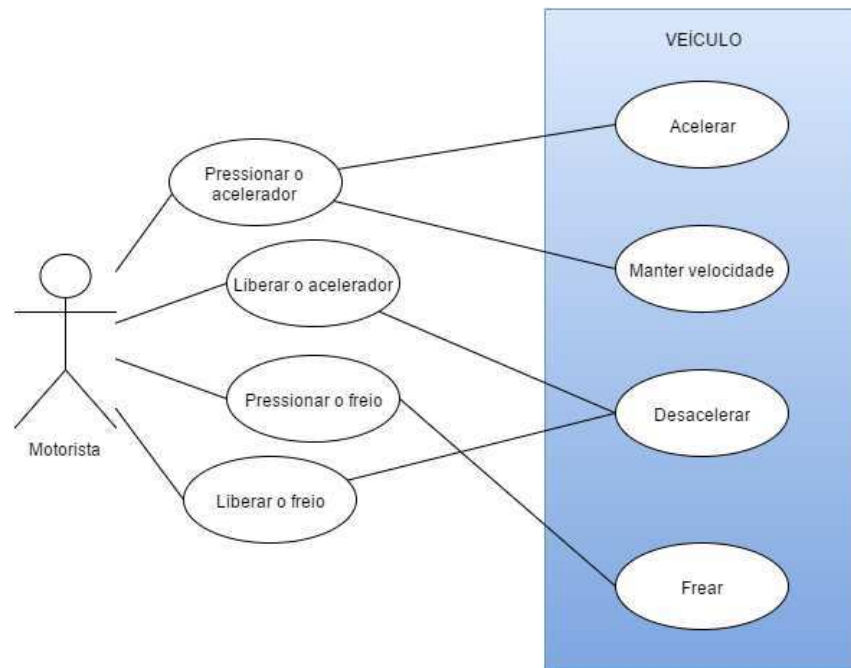 VEÍCULO
Acelerar
Pressionar o
acelerador
Manter velocidade
Liberar o acelerador
Pressionar o freio
Desacelerar
Motorista
Liberar o freio
Frear